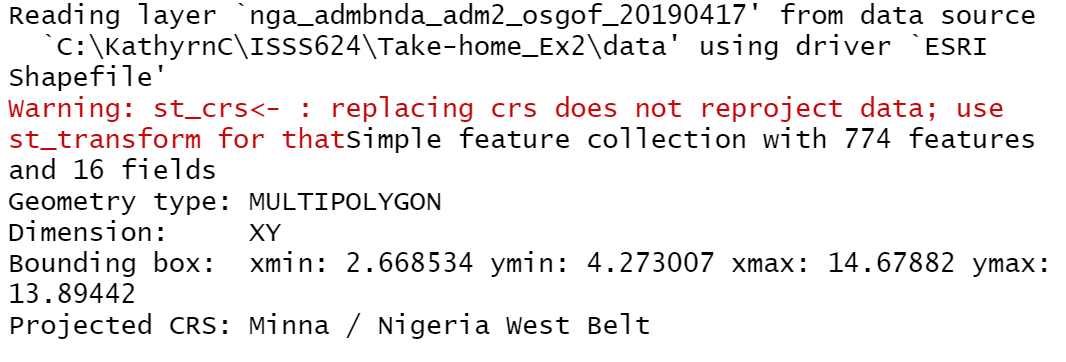 Reading layer `nga_admbnda_adm2_osgof_20190417' from data source
`C:\KathyrnC\ISSS624\Take-home_Ex2\data' using driver `ESRI
Shapefile'
Warning: st_crs<- : replacing crs does not reproject data; use
st_transform for thatSimple feature collection with 774 features
and 16 fields
Geometry type: MULTIPOLYGON
Dimension:     XY
Bounding box:  xmin: 2.668534 ymin: 4.273007 xmax: 14.67882 ymax:
13.89442
Projected CRS: Minna / Nigeria West Belt